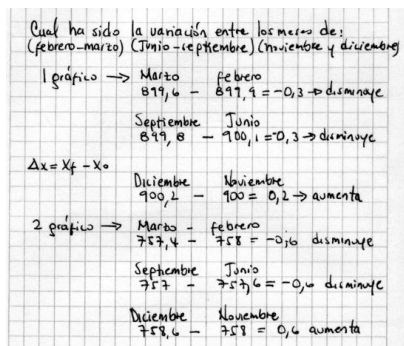 Cual ha sido la variación entre los meses de:
(febrero-marzo) (Junio-septiembre) (noviembre y diciembre)
1 gráfico → Marzo febrero
899,6 - 899,9 = -0,3 → disminuye
Septiembre Junio
899,8 - 900,1 = -0,3 → disminuye
Δx = Xf - X₀
Diciembre Noviembre
900,2 - 900 = 0,2 → aumenta
2 gráfico → Marzo - febrero
757,4 - 758 = -0,6 disminuye
Septiembre Junio
757 - 757,6 = -0,6 disminuye
Diciembre Noviembre
758,6 - 758 = 0,6 aumenta